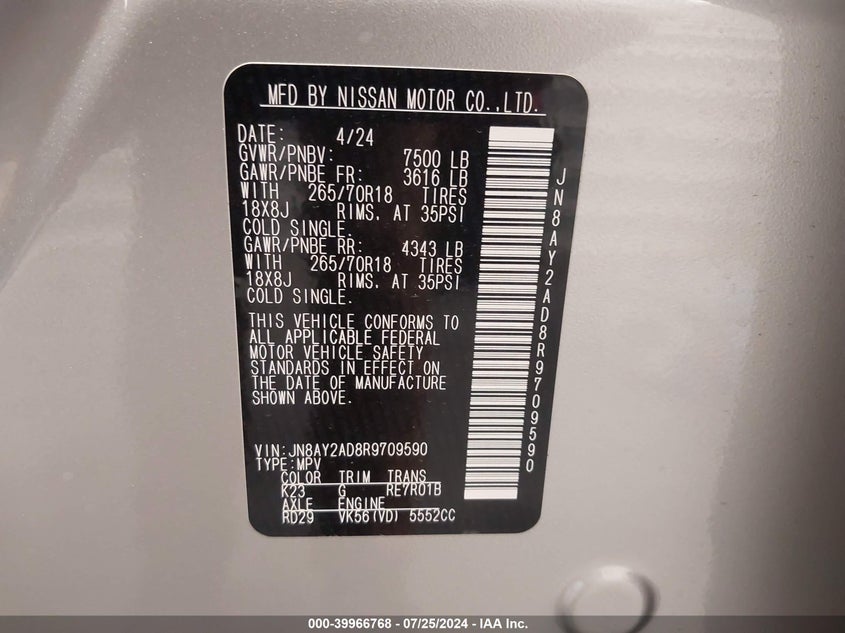 MFD BY NISSAN MOTOR CO.,LTD.
DATE: 4/24
GVWR/PNBV: 7500 LB
GAWR/PNBE FR: 3616 LB
WITH 265/70R18 TIRES
18X8J RIMS. AT 35PSI
COLD SINGLE.
GAWR/PNBE RR: 4343 LB
WITH 265/70R18 TIRES
18X8J RIMS. AT 35PSI
COLD SINGLE.
THIS VEHICLE CONFORMS TO
ALL APPLICABLE FEDERAL
MOTOR VEHICLE SAFETY
STANDARDS IN EFFECT ON
THE DATE OF MANUFACTURE
SHOWN ABOVE.
VIN:JN8AY2AD8R9709590
TYPE:MPV
COLOR TRIM TRANS
K23 G RE7R01B
AXLE ENGINE
RD29 VK56(VD) 5552CC
JN8AY2AD8R9709590
000-39966768 - 07/25/2024 - IAA Inc.